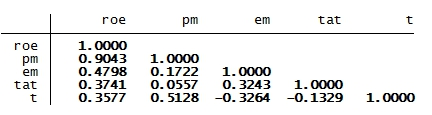 roe pm em tat t
roe 1.0000
pm 0.9043 1.0000
em 0.4798 0.1722 1.0000
tat 0.3741 0.0557 0.3243 1.0000
t 0.3577 0.5128 -0.3264 -0.1329 1.0000